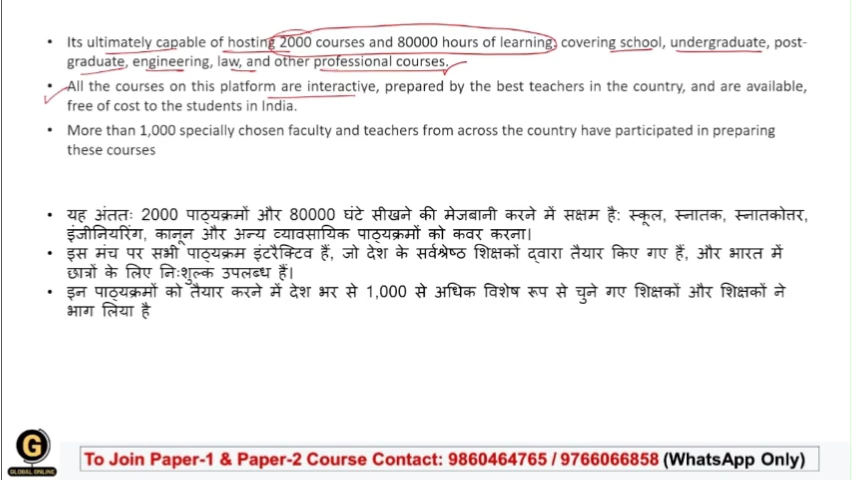 • Its ultimately capable of hosting 2000 courses and 80000 hours of learning: covering school, undergraduate, post-
graduate, engineering, law, and other professional courses.
• All the courses on this platform are interactive, prepared by the best teachers in the country, and are available,
free of cost to the students in India.
• More than 1,000 specially chosen faculty and teachers from across the country have participated in preparing
these courses
• यह अंततः 2000 पाठ्यक्रमों और 80000 घंटे सीखने की मेजबानी करने में सक्षम है: स्कूल, स्नातक, स्नातकोत्तर,
इंजीनियरिंग, कानून और अन्य व्यावसायिक पाठ्यक्रमों को कवर करना।
• इस मंच पर सभी पाठ्यक्रम इंटरैक्टिव हैं, जो देश के सर्वश्रेष्ठ शिक्षकों द्वारा तैयार किए गए हैं, और भारत में
छात्रों के लिए निःशुल्क उपलब्ध हैं।
• इन पाठ्यक्रमों को तैयार करने में देश भर से 1,000 से अधिक विशेष रूप से चुने गए शिक्षकों और शिक्षकों ने
भाग लिया है
G
GLOBAL ONLINE
To Join Paper-1 & Paper-2 Course Contact: 9860464765 / 9766066858 (WhatsApp Only)